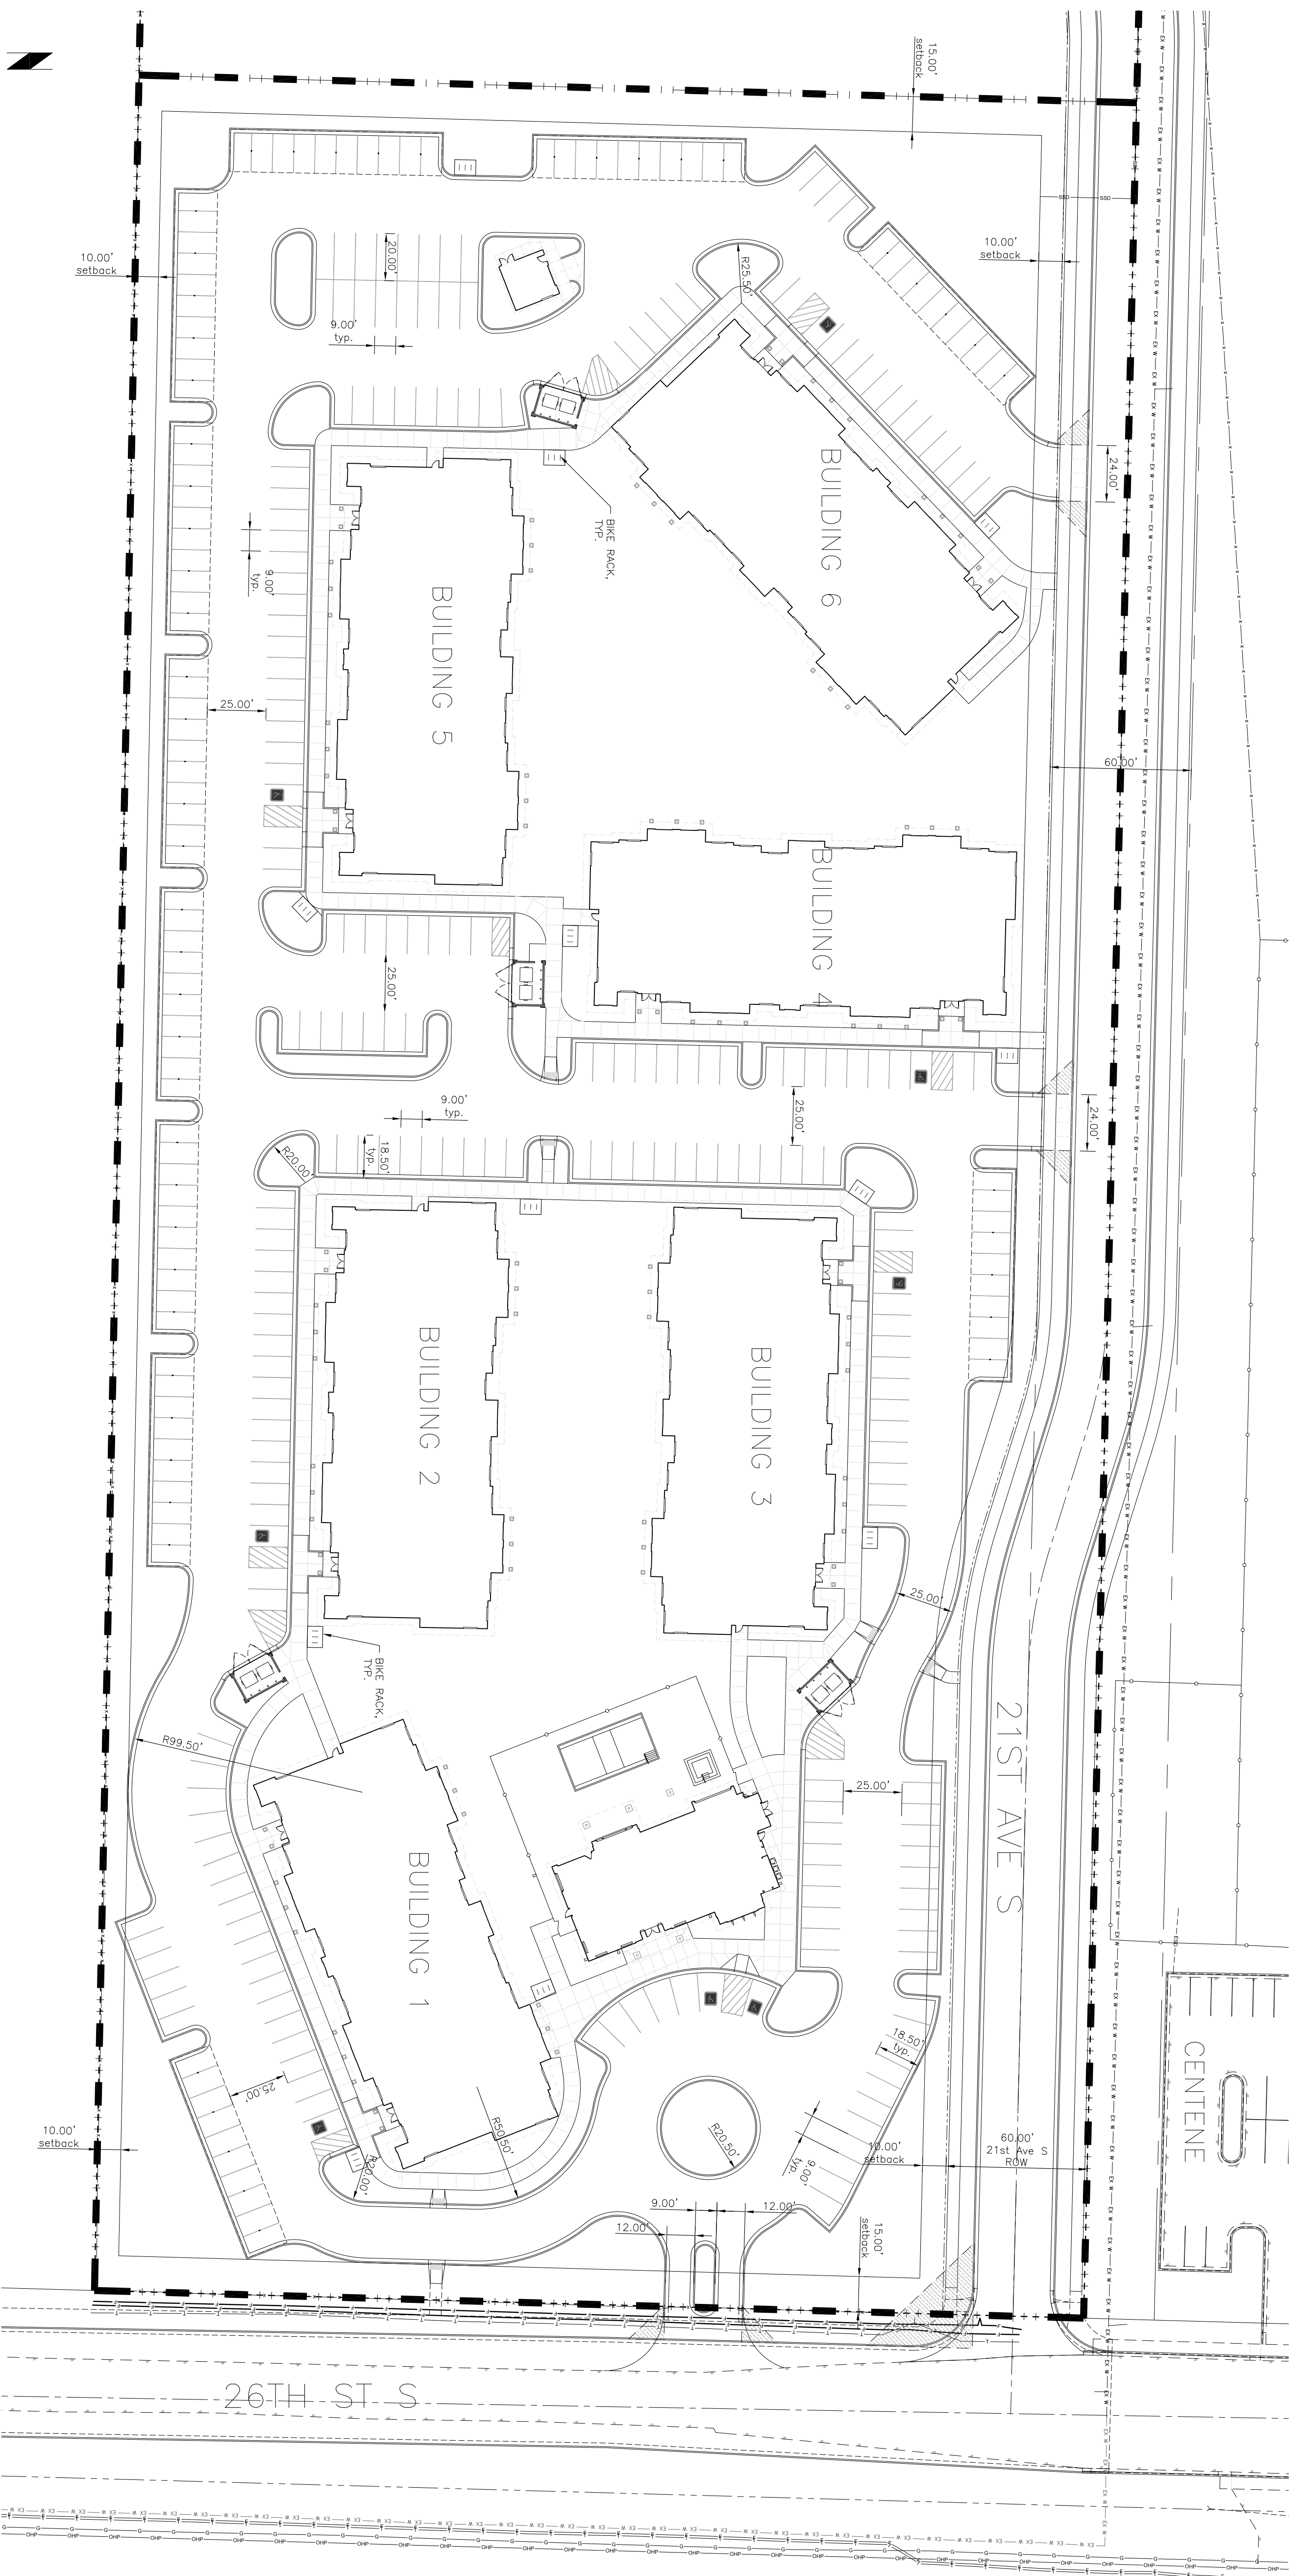 15.00'
setback
10.00'
setback
10.00'
setback
SSD
SSD
20.00'
9.00'
typ.
R25.50'
24.00'
BUILDING 6
BIKE RACK,
TYP.
BUILDING 5
9.00'
typ.
25.00'
60.00'
BUILDING 4
25.00'
9.00'
typ.
25.00'
24.00'
18.50'
typ.
R20.00'
BUILDING 2
BUILDING 3
25.00'
BIKE RACK,
TYP.
21ST AVE S
R99.50'
25.00'
BUILDING 1
CENTENE
18.50'
typ.
25.00'
R50.50'
R20.50'
R20.00'
10.00'
setback
9.00'
typ.
10.00'
setback
60.00'
21st Ave S
ROW
9.00'
12.00'
12.00'
15.00'
setback
26TH ST S
EX W
G
OHP